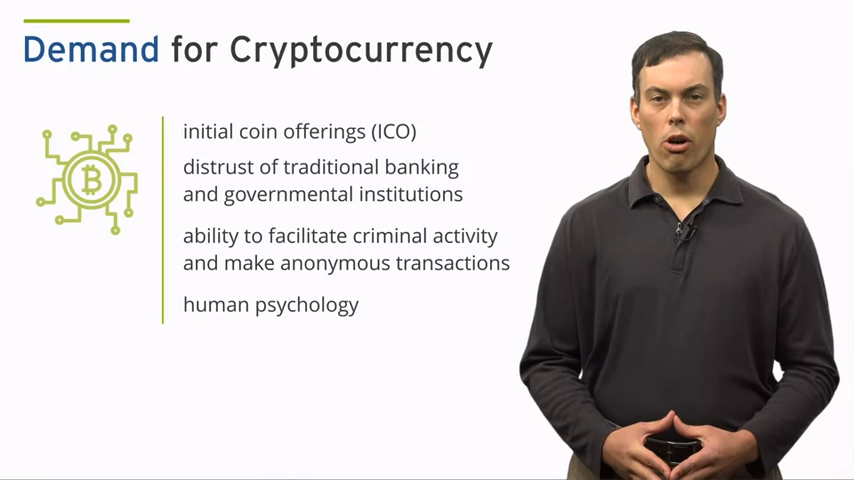 Demand for Cryptocurrency
initial coin offerings (ICO)
distrust of traditional banking
and governmental institutions
ability to facilitate criminal activity
and make anonymous transactions
human psychology